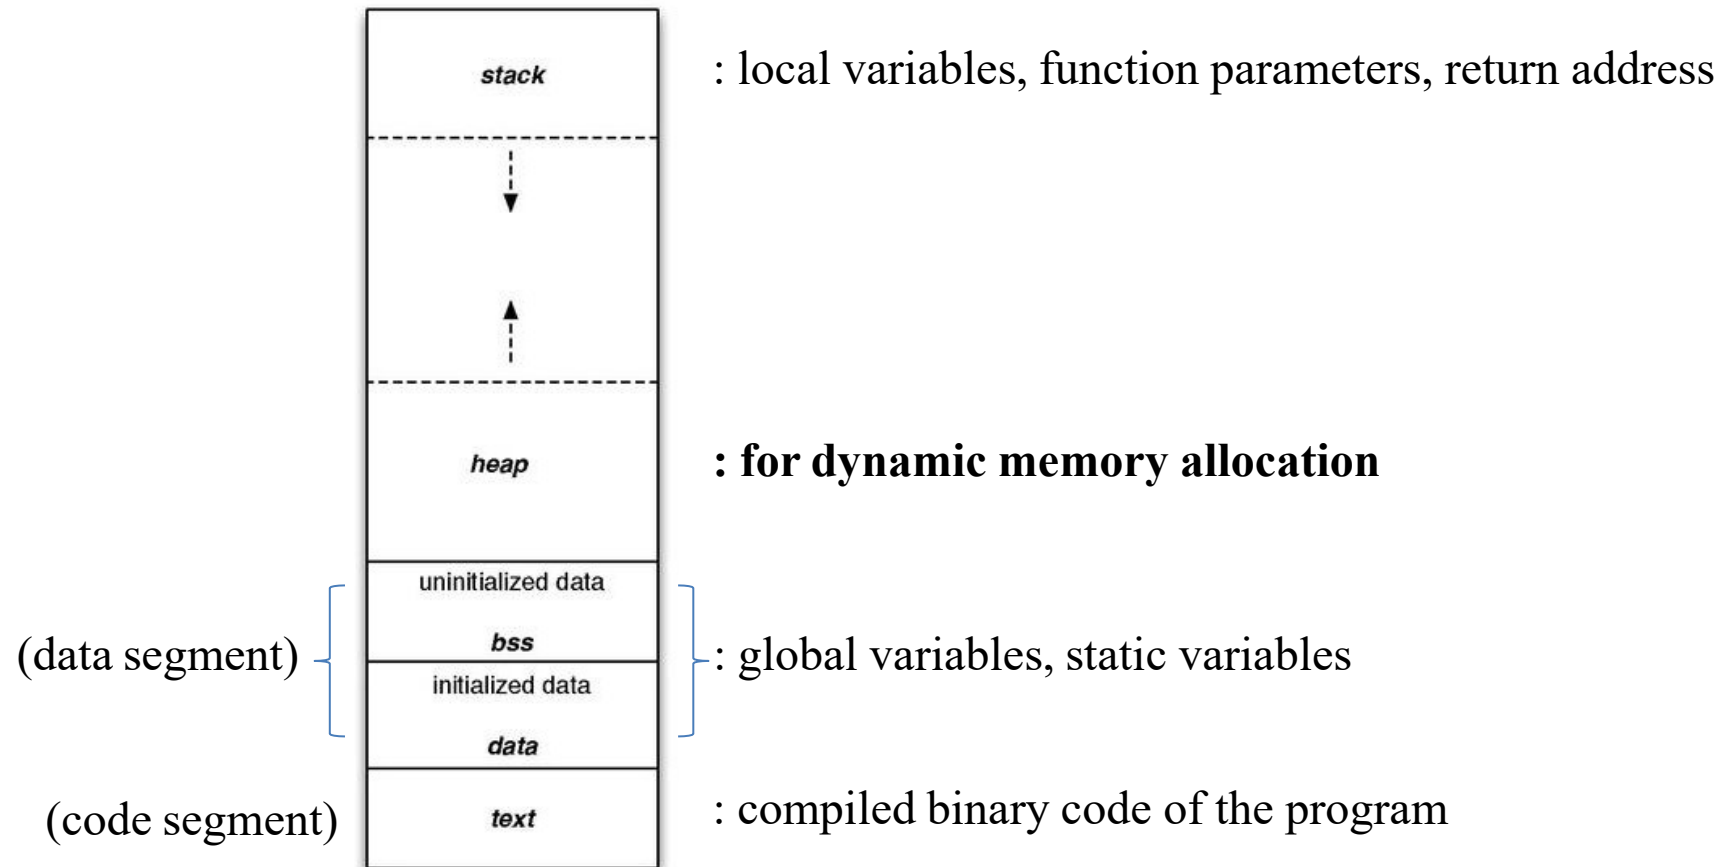 stack
: local variables, function parameters, return address
heap
: for dynamic memory allocation
uninitialized data
bss
(data segment)
: global variables, static variables
initialized data
data
(code segment)
text
: compiled binary code of the program